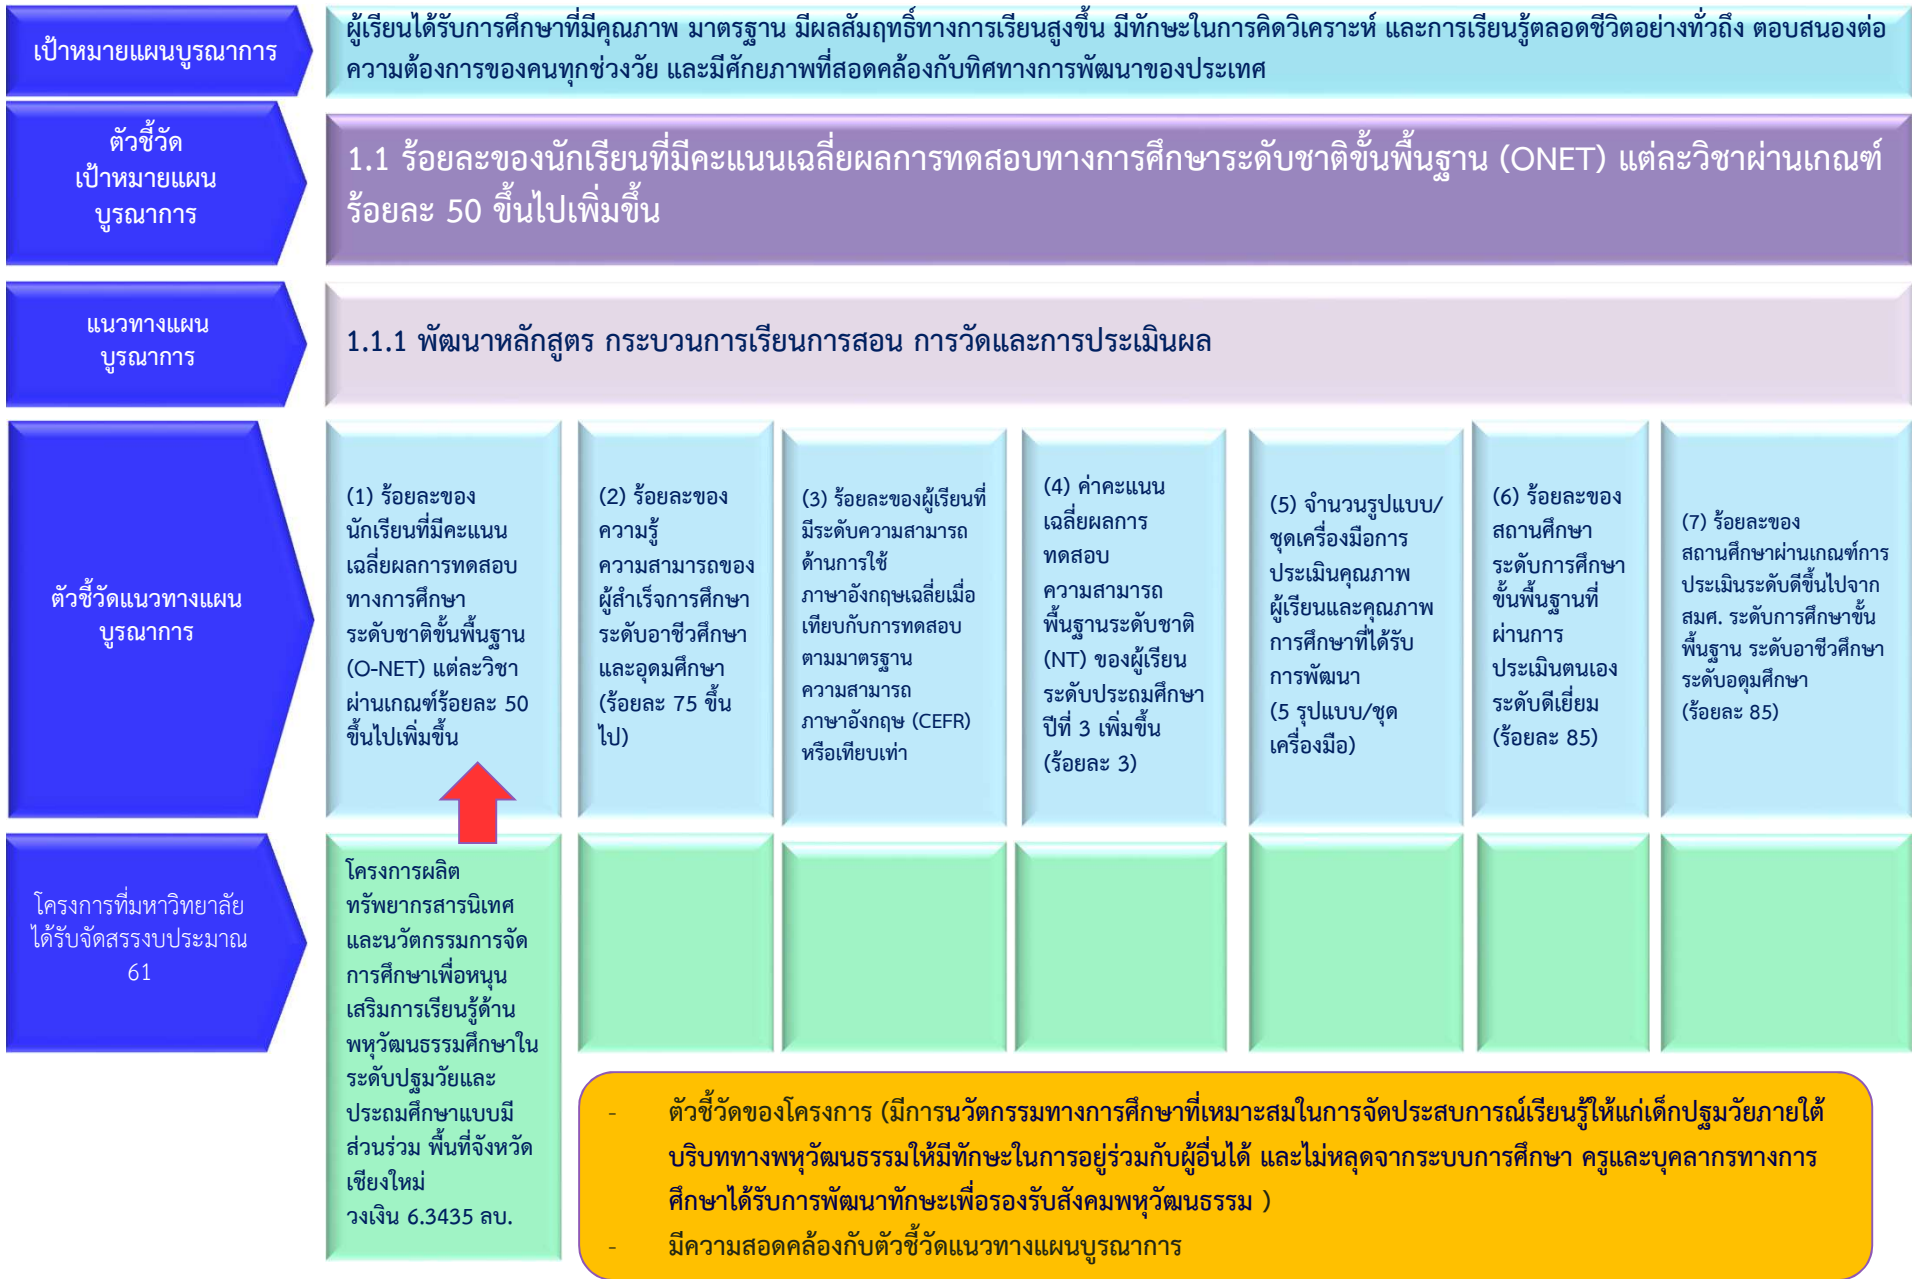 เป้าหมายแผนบูรณาการ
ผู้เรียนได้รับการศึกษาที่มีคุณภาพ มาตรฐาน มีผลสัมฤทธิ์ทางการเรียนสูงขึ้น มีทักษะในการคิดวิเคราะห์ และการเรียนรู้ตลอดชีวิตอย่างทั่วถึง ตอบสนองต่อ
ความต้องการของคนทุกช่วงวัย และมีศักยภาพที่สอดคล้องกับทิศทางการพัฒนาของประเทศ
ตัวชี้วัด
เป้าหมายแผน
บูรณาการ
1.1 ร้อยละของนักเรียนที่มีคะแนนเฉลี่ยผลการทดสอบทางการศึกษาระดับชาติขั้นพื้นฐาน (ONET) แต่ละวิชาผ่านเกณฑ์
ร้อยละ 50 ขึ้นไปเพิ่มขึ้น
แนวทางแผน
บูรณาการ
1.1.1 พัฒนาหลักสูตร กระบวนการเรียนการสอน การวัดและการประเมินผล
ตัวชี้วัดแนวทางแผน
บูรณาการ
(1) ร้อยละของ
นักเรียนที่มีคะแนน
เฉลี่ยผลการทดสอบ
ทางการศึกษา
ระดับชาติขั้นพื้นฐาน
(O-NET) แต่ละวิชา
ผ่านเกณฑ์ร้อยละ 50
ขึ้นไปเพิ่มขึ้น
(2) ร้อยละของ
ความรู้
ความสามารถของ
ผู้สำเร็จการศึกษา
ระดับอาชีวศึกษา
และอุดมศึกษา
(ร้อยละ 75 ขึ้น
ไป)
(3) ร้อยละของผู้เรียนที่
มีระดับความสามารถ
ด้านการใช้
ภาษาอังกฤษเฉลี่ยเมื่อ
เทียบกับการทดสอบ
ตามมาตรฐาน
ความสามารถ
ภาษาอังกฤษ (CEFR)
หรือเทียบเท่า
(4) ค่าคะแนน
เฉลี่ยผลการ
ทดสอบ
ความสามารถ
พื้นฐานระดับชาติ
(NT) ของผู้เรียน
ระดับประถมศึกษา
ปีที่ 3 เพิ่มขึ้น
(ร้อยละ 3)
(5) จำนวนรูปแบบ/
ชุดเครื่องมือการ
ประเมินคุณภาพ
ผู้เรียนและคุณภาพ
การศึกษาที่ได้รับ
การพัฒนา
(5 รูปแบบ/ชุด
เครื่องมือ)
(6) ร้อยละของ
สถานศึกษา
ระดับการศึกษา
ขั้นพื้นฐานที่
ผ่านการ
ประเมินตนเอง
ระดับดีเยี่ยม
(ร้อยละ 85)
(7) ร้อยละของ
สถานศึกษาผ่านเกณฑ์การ
ประเมินระดับดีขึ้นไปจาก
สมศ. ระดับการศึกษาขั้น
พื้นฐาน ระดับอาชีวศึกษา
ระดับอดุมศึกษา
(ร้อยละ 85)
โครงการที่มหาวิทยาลัย
ได้รับจัดสรรงบประมาณ
61
โครงการผลิต
ทรัพยากรสารนิเทศ
และนวัตกรรมการจัด
การศึกษาเพื่อหนุน
เสริมการเรียนรู้ด้าน
พหุวัฒนธรรมศึกษาใน
ระดับปฐมวัยและ
ประถมศึกษาแบบมี
ส่วนร่วม พื้นที่จังหวัด
เชียงใหม่
วงเงิน 6.3435 ลบ.
- ตัวชี้วัดของโครงการ (มีการนวัตกรรมทางการศึกษาที่เหมาะสมในการจัดประสบการณ์เรียนรู้ให้แก่เด็กปฐมวัยภายใต้
บริบททางพหุวัฒนธรรมให้มีทักษะในการอยู่ร่วมกับผู้อื่นได้ และไม่หลุดจากระบบการศึกษา ครูและบุคลากรทางการ
ศึกษาได้รับการพัฒนาทักษะเพื่อรองรับสังคมพหุวัฒนธรรม )
- มีความสอดคล้องกับตัวชี้วัดแนวทางแผนบูรณาการ